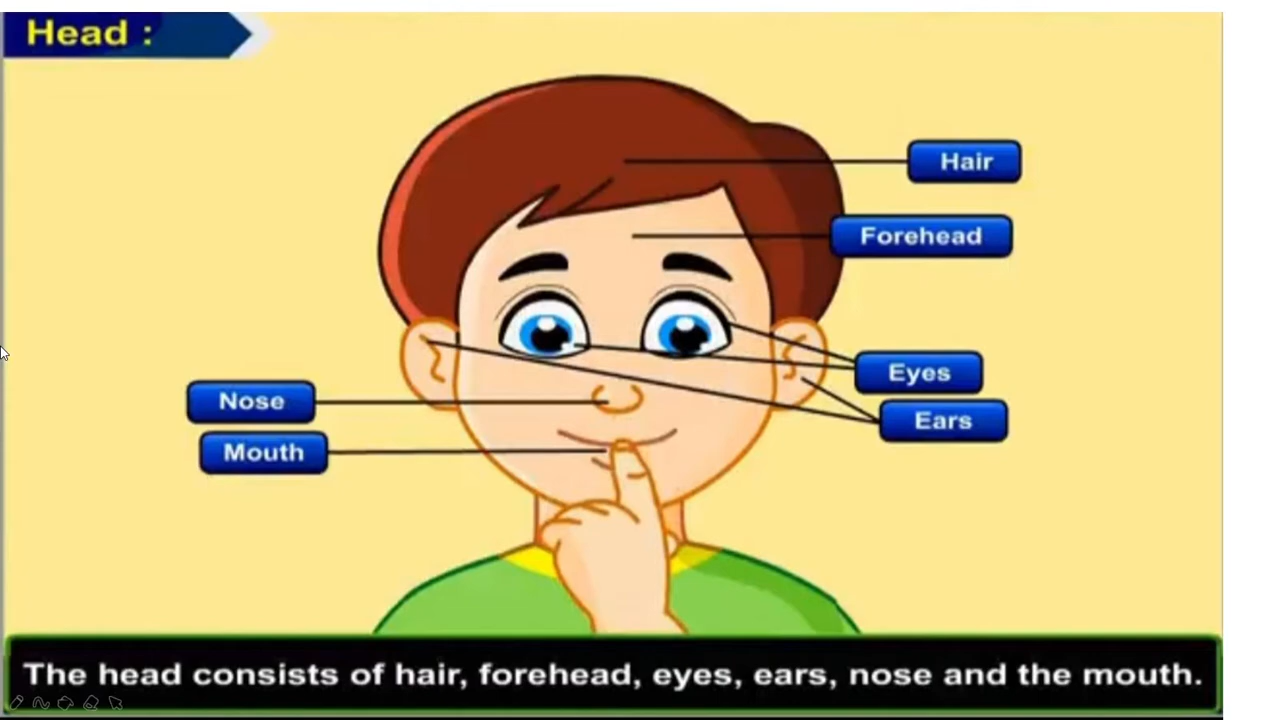 Head :
Hair
Forehead
Eyes
Nose
Ears
Mouth
The head consists of hair, forehead, eyes, ears, nose and the mouth.